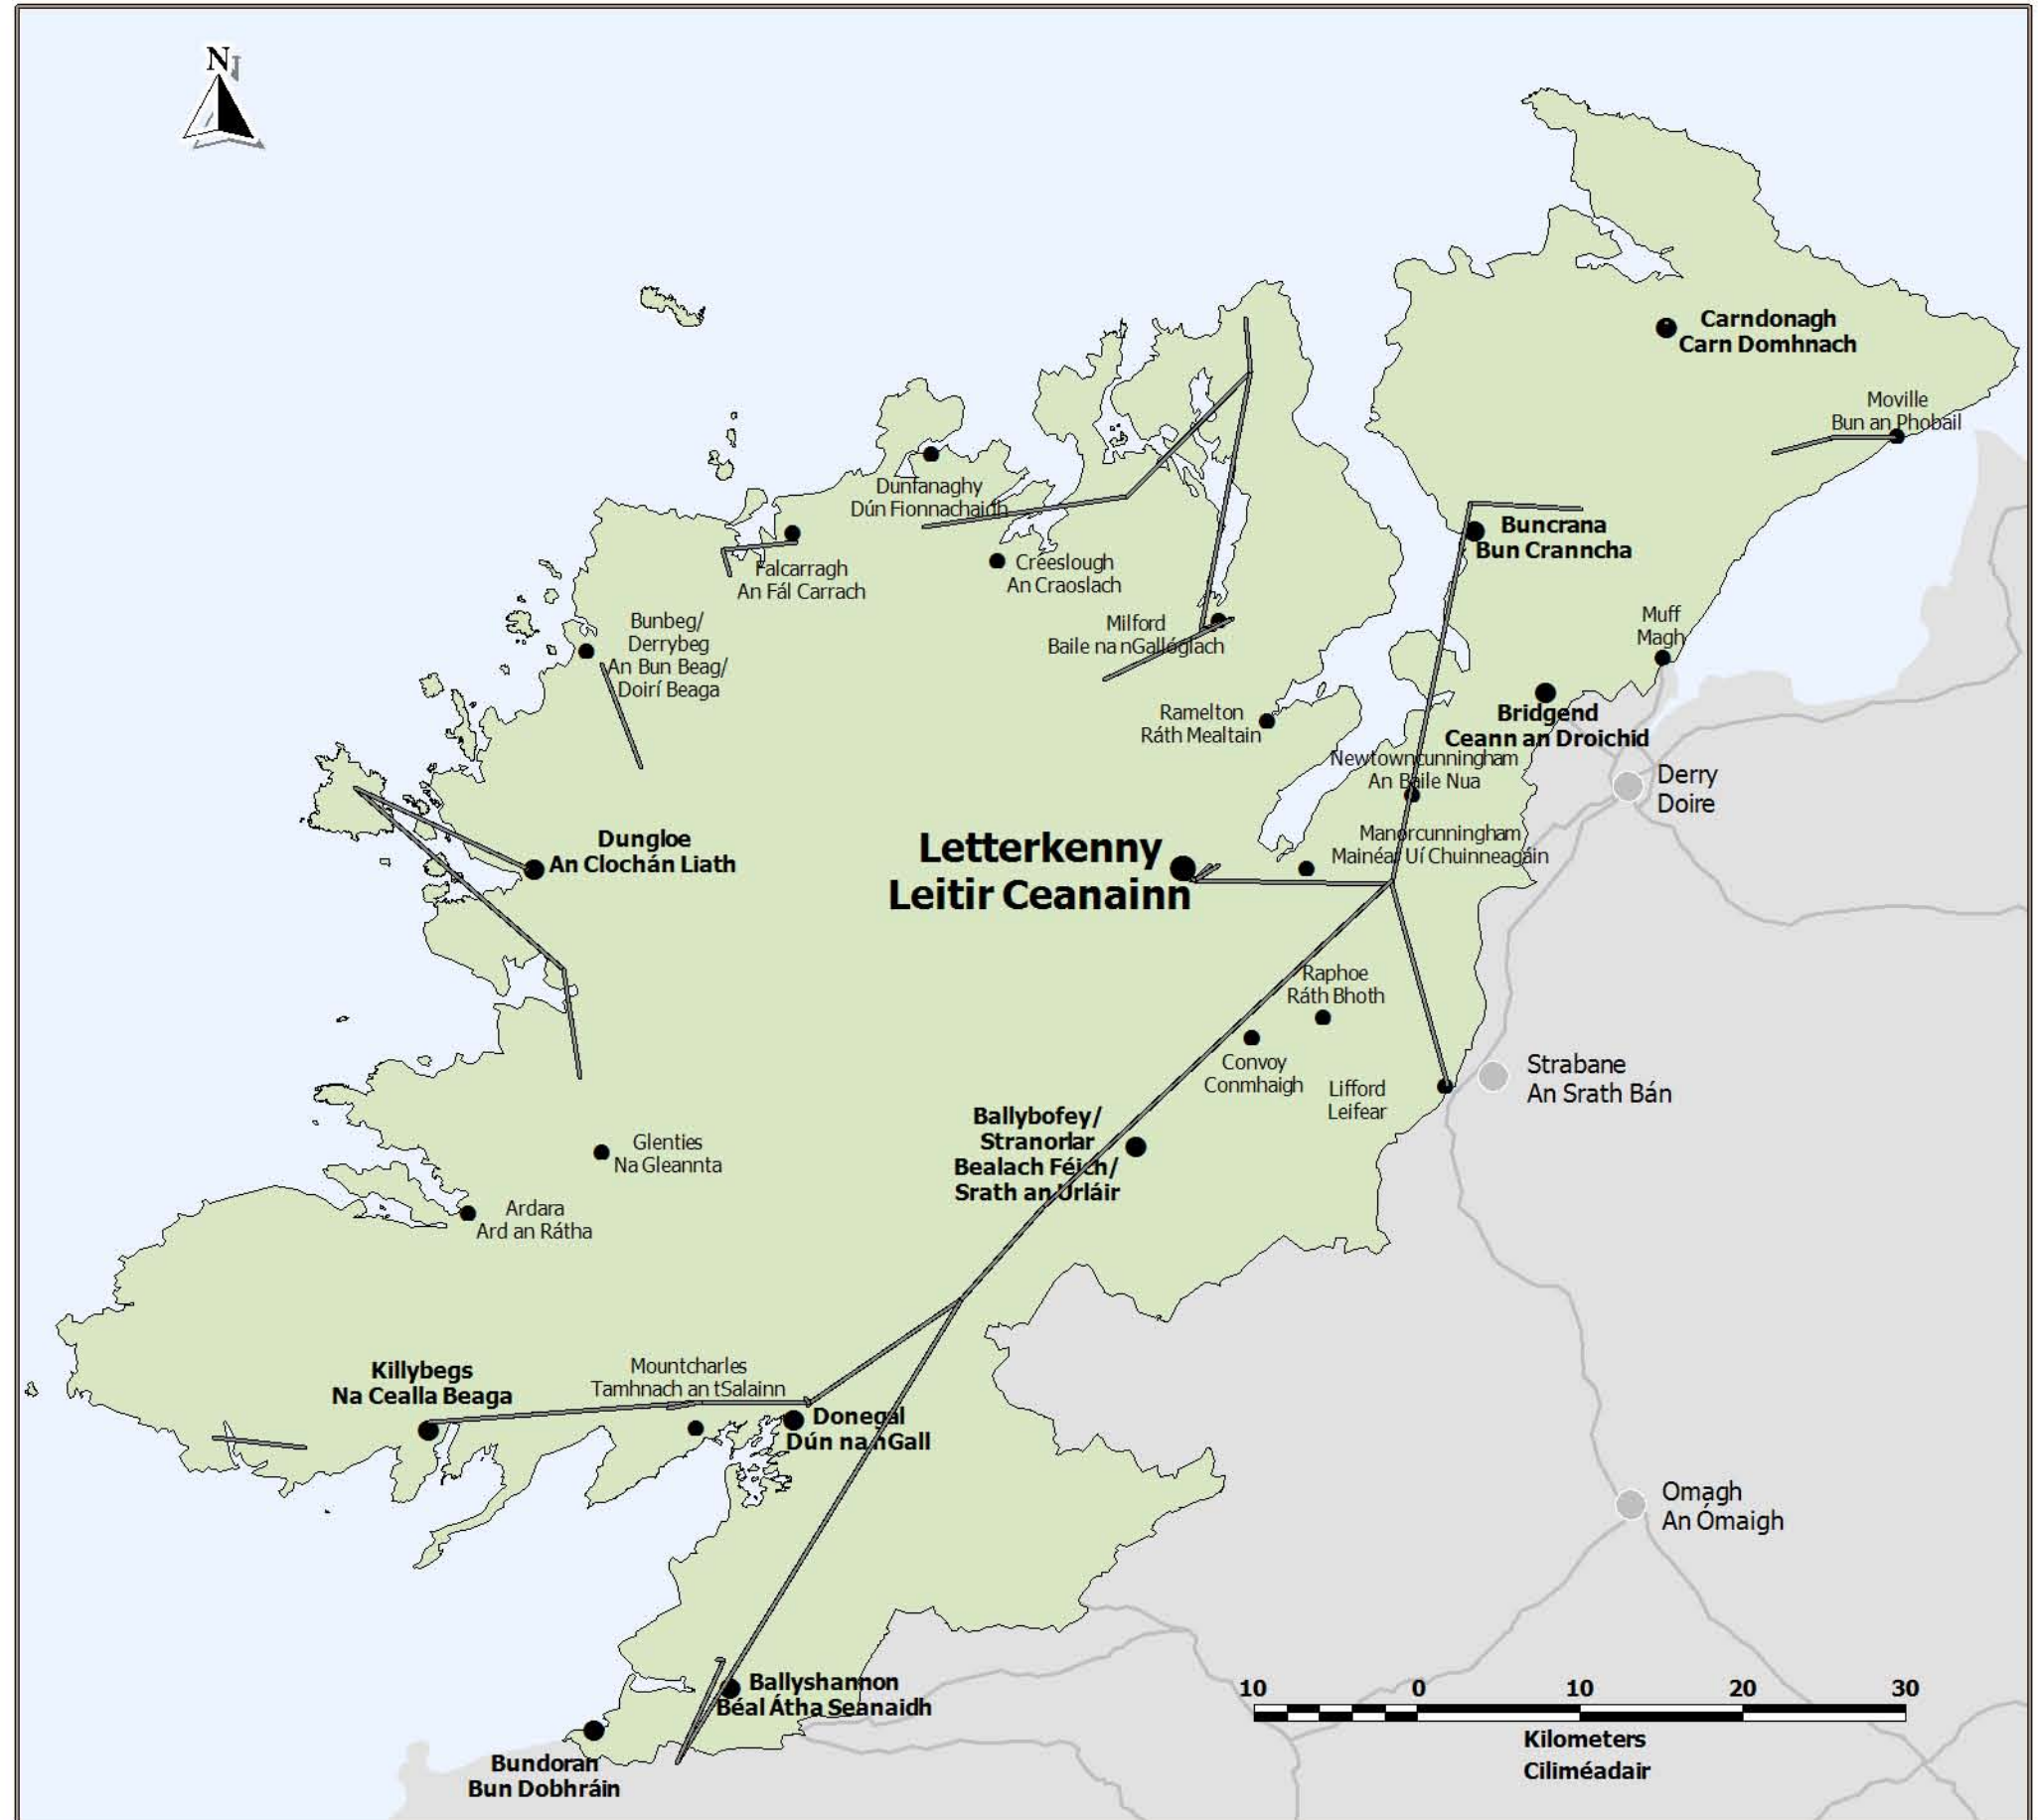 N
Carndonagh
Carn Domhnach
Moville
Bun an Phobail
Dunfanaghy
Dún Fionnachaidh
Buncrana
Bun Cranncha
Falcarragh
An Fál Carrach
Creeslough
An Craoslach
Bunbeg/
Derrybeg
An Bun Beag/
Doirí Beaga
Milford
Baile na nGallóglach
Muff
Magh
Ramelton
Ráth Mealtain
Bridgend
Ceann an Droichid
Newtowncunningham
An Baile Nua
Derry
Doire
Dungloe
An Clochán Liath
Letterkenny
Leitir Ceanainn
Manorcunningham
Mainéar Uí Chuinneagáin
Raphoe
Ráth Bhoth
Convoy
Conmhaigh
Lifford
Leifear
Strabane
An Srath Bán
Ballybofey/
Stranorlar
Bealach Féich/
Srath an Urláir
Glenties
Na Gleannta
Ardara
Ard an Rátha
Killybegs
Na Cealla Beaga
Mountcharles
Tamhnach an tSalainn
Donegal
Dún na nGall
Omagh
An Ómaigh
Ballyshannon
Béal Átha Seanaidh
Bundoran
Bun Dobhráin
10 0 10 20 30
Kilometers
Ciliméadair